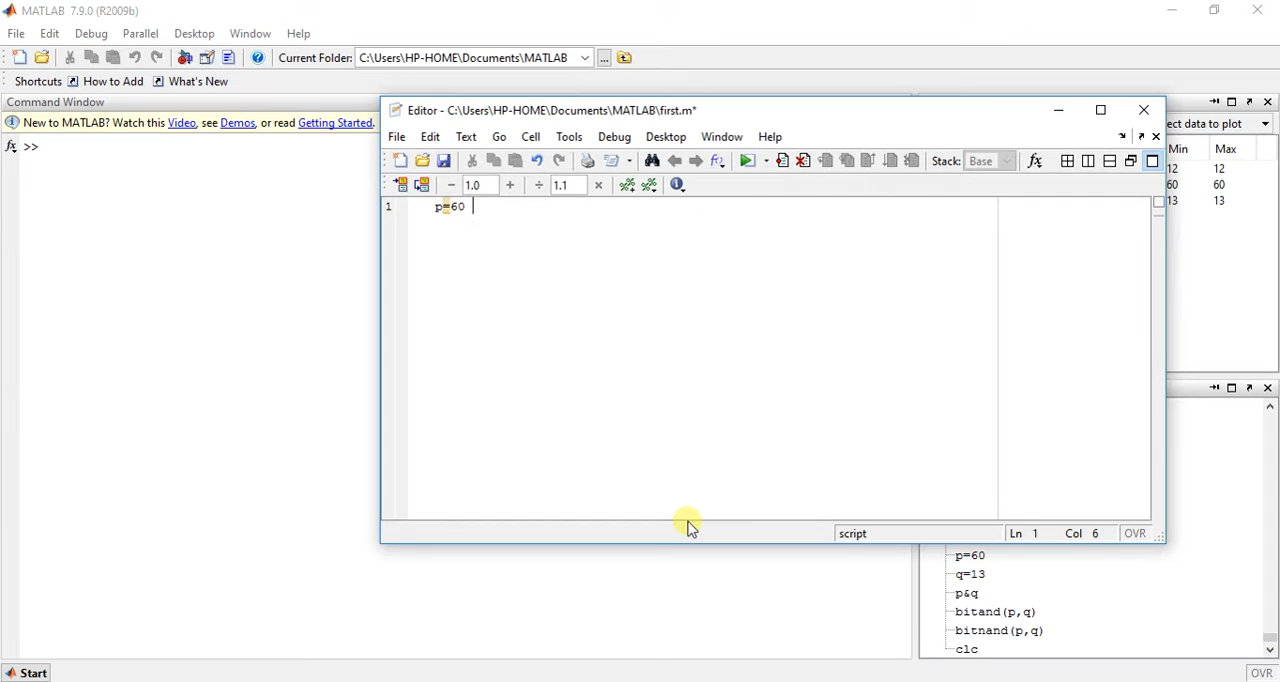 MATLAB 7.9.0 (R2009b)
File Edit Debug Parallel Desktop Window Help
Current Folder: C:\Users\HP-HOME\Documents\MATLAB ...
Shortcuts How to Add What's New
Command Window
New to MATLAB? Watch this Video, see Demos, or read Getting Started.
fx >>
Editor - C:\Users\HP-HOME\Documents\MATLAB\first.m*
File Edit Text Go Cell Tools Debug Desktop Window Help
Stack: Base fx
− 1.0 + ÷ 1.1 ×
1 p=60
script Ln 1 Col 6 OVR
ect data to plot
Min Max
12 12
60 60
13 13
p=60
q=13
p&q
bitand(p,q)
bitnand(p,q)
clc
Start OVR